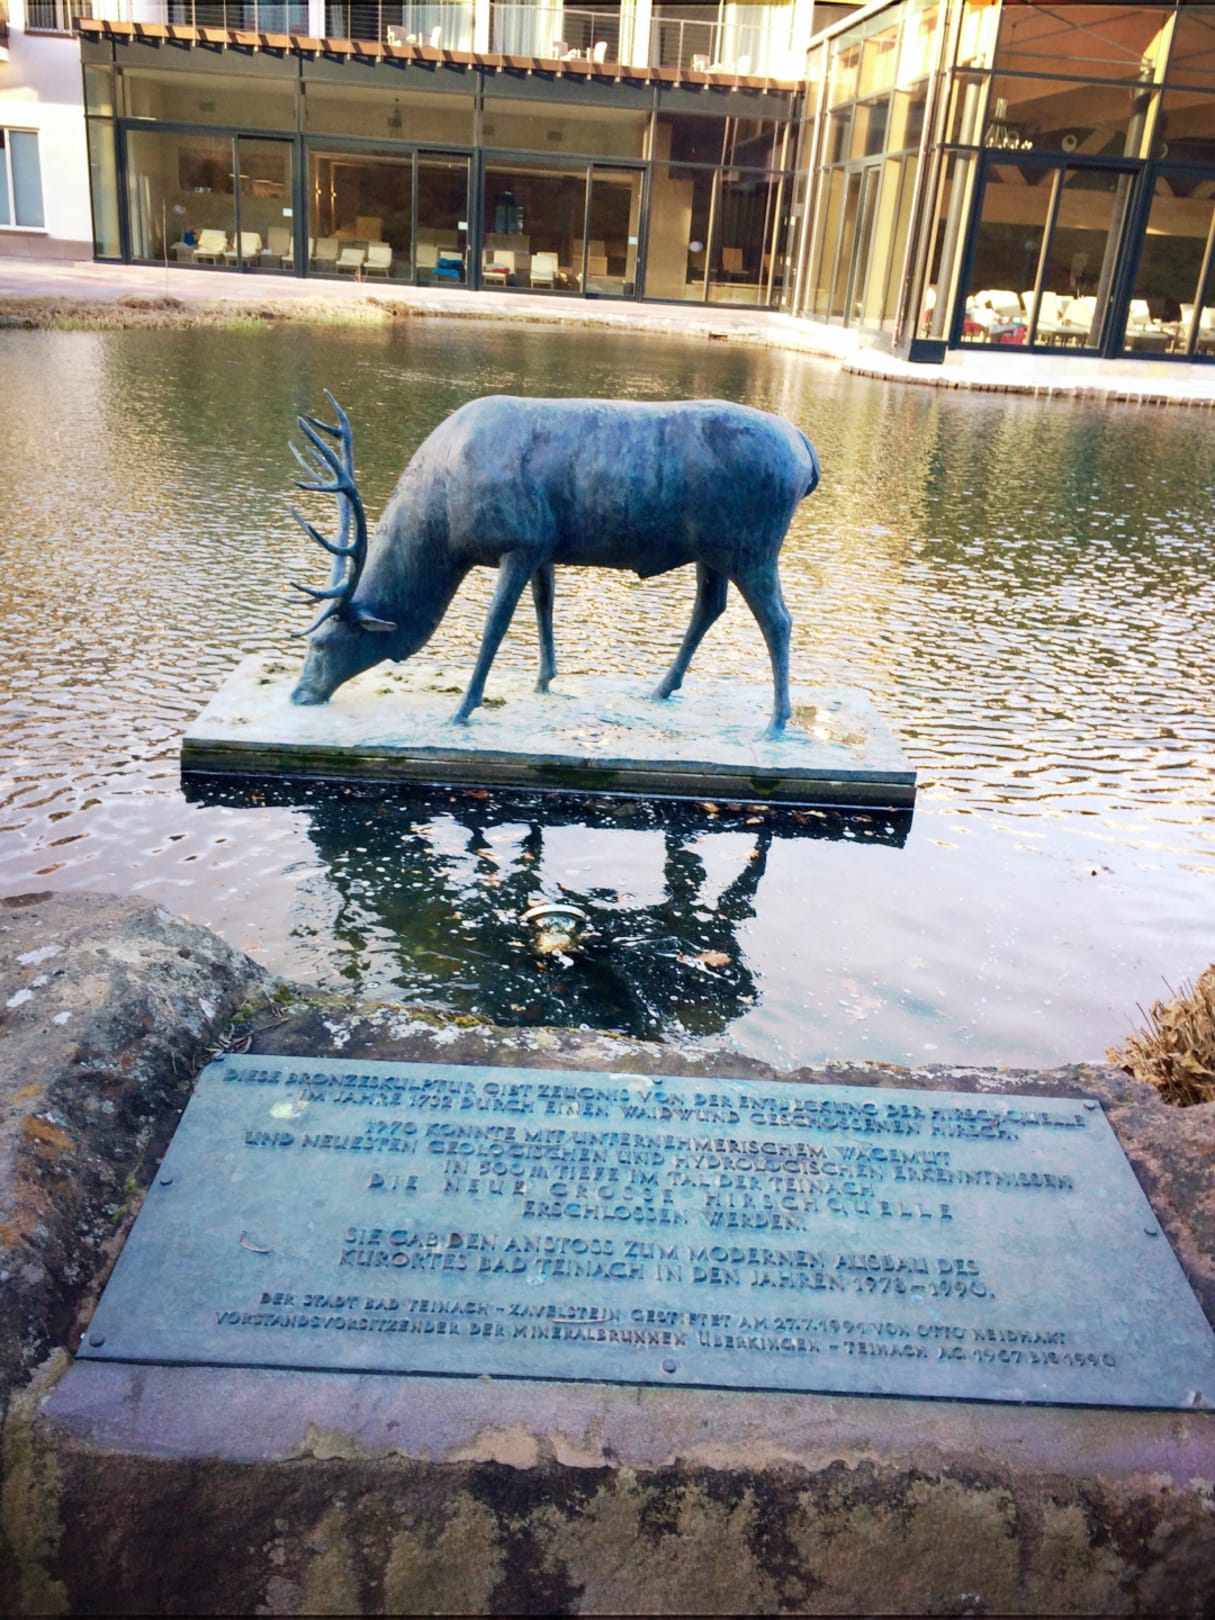 DIESE BRONZESKULPTUR GIBT ZEUGNIS VON DER ENTDECKUNG DER HIRSCHQUELLE
IM JAHRE 1732 DURCH EINEN WAIDWUND GESCHOSSENEN HIRSCH.
1970 KONNTE MIT UNTERNEHMERISCHEM WAGEMUT
UND NEUESTEN GEOLOGISCHEN UND HYDROLOGISCHEN ERKENNTNISSEN
IN 500 m TIEFE IM TAL DER TEINACH
DIE NEUE GROSSE HIRSCHQUELLE
ERSCHLOSSEN WERDEN.
SIE GAB DEN ANSTOSS ZUM MODERNEN AUSBAU DES
KURORTES BAD TEINACH IN DEN JAHREN 1978-1990.
DER STADT BAD TEINACH-ZAVELSTEIN GESTIFTET AM 27.7.1991 VON OTTO NEIDHART
VORSTANDSVORSITZENDER DER MINERALBRUNNEN ÜBERKINGEN-TEINACH AG 1967 BIS 1990